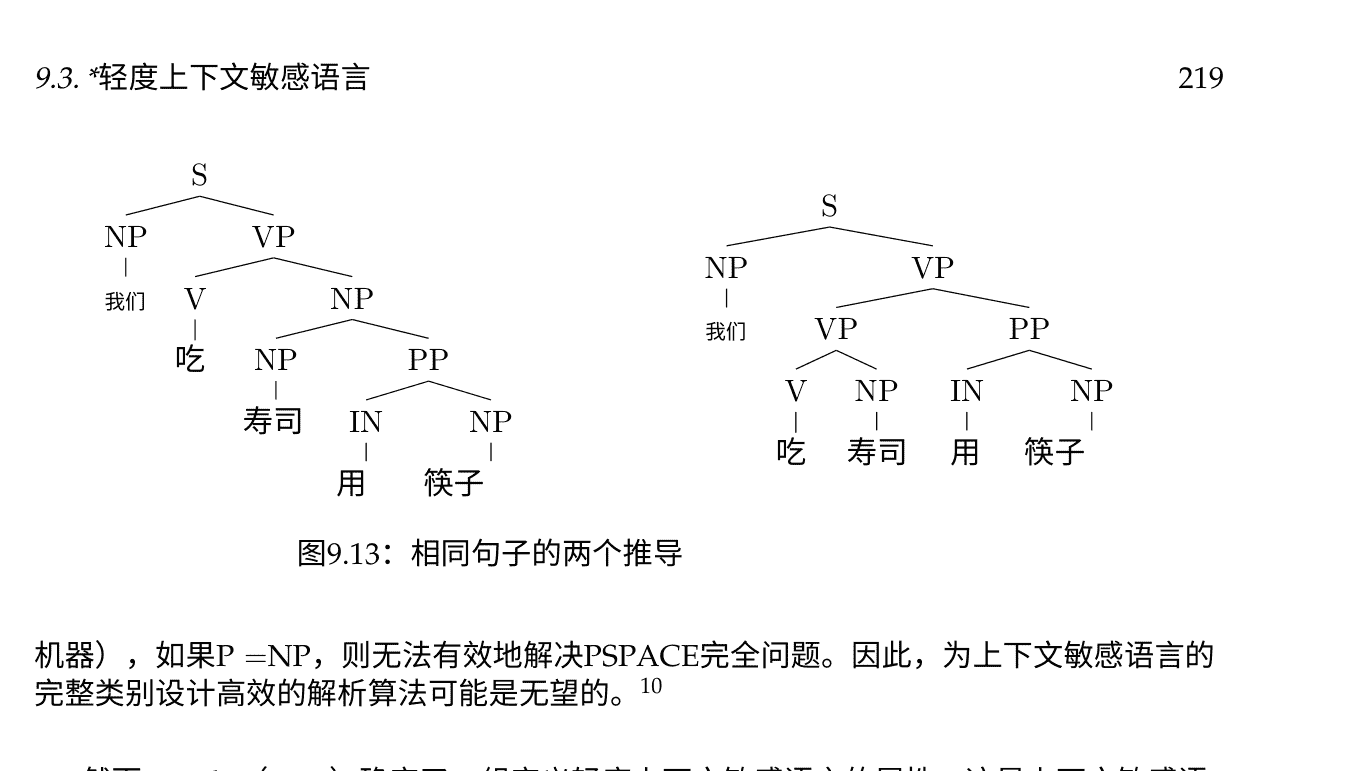 9.3. *轻度上下文敏感语言 219
S
NP VP
我们 V NP
吃 NP PP
寿司 IN NP
用 筷子
S
NP VP
我们 VP PP
V NP IN NP
吃 寿司 用 筷子
图9.13：相同句子的两个推导
机器），如果P =NP，则无法有效地解决PSPACE完全问题。因此，为上下文敏感语言的
完整类别设计高效的解析算法可能是无望的。10